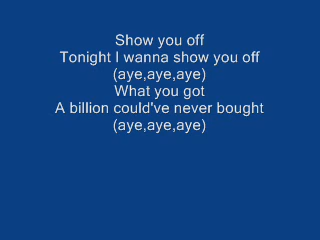 Show you off
Tonight I wanna show you off
(aye,aye,aye)
What you got
A billion could've never bought
(aye,aye,aye)